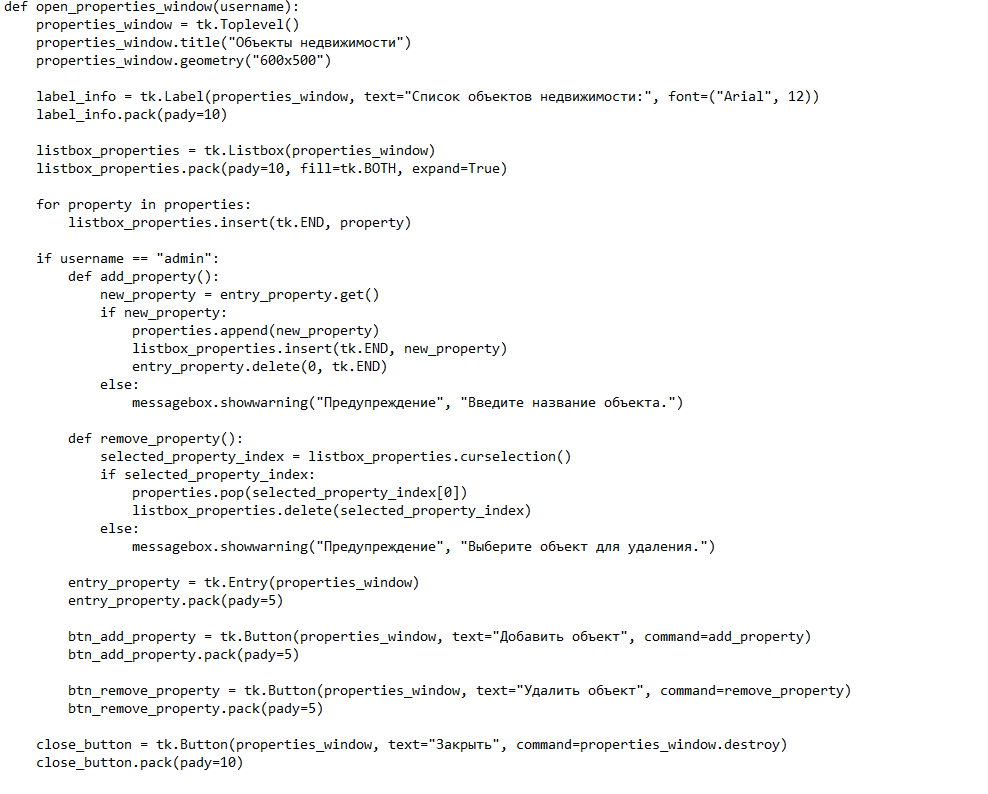 def open_properties_window(username):
    properties_window = tk.Toplevel()
    properties_window.title("Объекты недвижимости")
    properties_window.geometry("600x500")

    label_info = tk.Label(properties_window, text="Список объектов недвижимости:", font=("Arial", 12))
    label_info.pack(pady=10)

    listbox_properties = tk.Listbox(properties_window)
    listbox_properties.pack(pady=10, fill=tk.BOTH, expand=True)

    for property in properties:
        listbox_properties.insert(tk.END, property)

    if username == "admin":
        def add_property():
            new_property = entry_property.get()
            if new_property:
                properties.append(new_property)
                listbox_properties.insert(tk.END, new_property)
                entry_property.delete(0, tk.END)
            else:
                messagebox.showwarning("Предупреждение", "Введите название объекта.")

        def remove_property():
            selected_property_index = listbox_properties.curselection()
            if selected_property_index:
                properties.pop(selected_property_index[0])
                listbox_properties.delete(selected_property_index)
            else:
                messagebox.showwarning("Предупреждение", "Выберите объект для удаления.")

        entry_property = tk.Entry(properties_window)
        entry_property.pack(pady=5)

        btn_add_property = tk.Button(properties_window, text="Добавить объект", command=add_property)
        btn_add_property.pack(pady=5)

        btn_remove_property = tk.Button(properties_window, text="Удалить объект", command=remove_property)
        btn_remove_property.pack(pady=5)

    close_button = tk.Button(properties_window, text="Закрыть", command=properties_window.destroy)
    close_button.pack(pady=10)